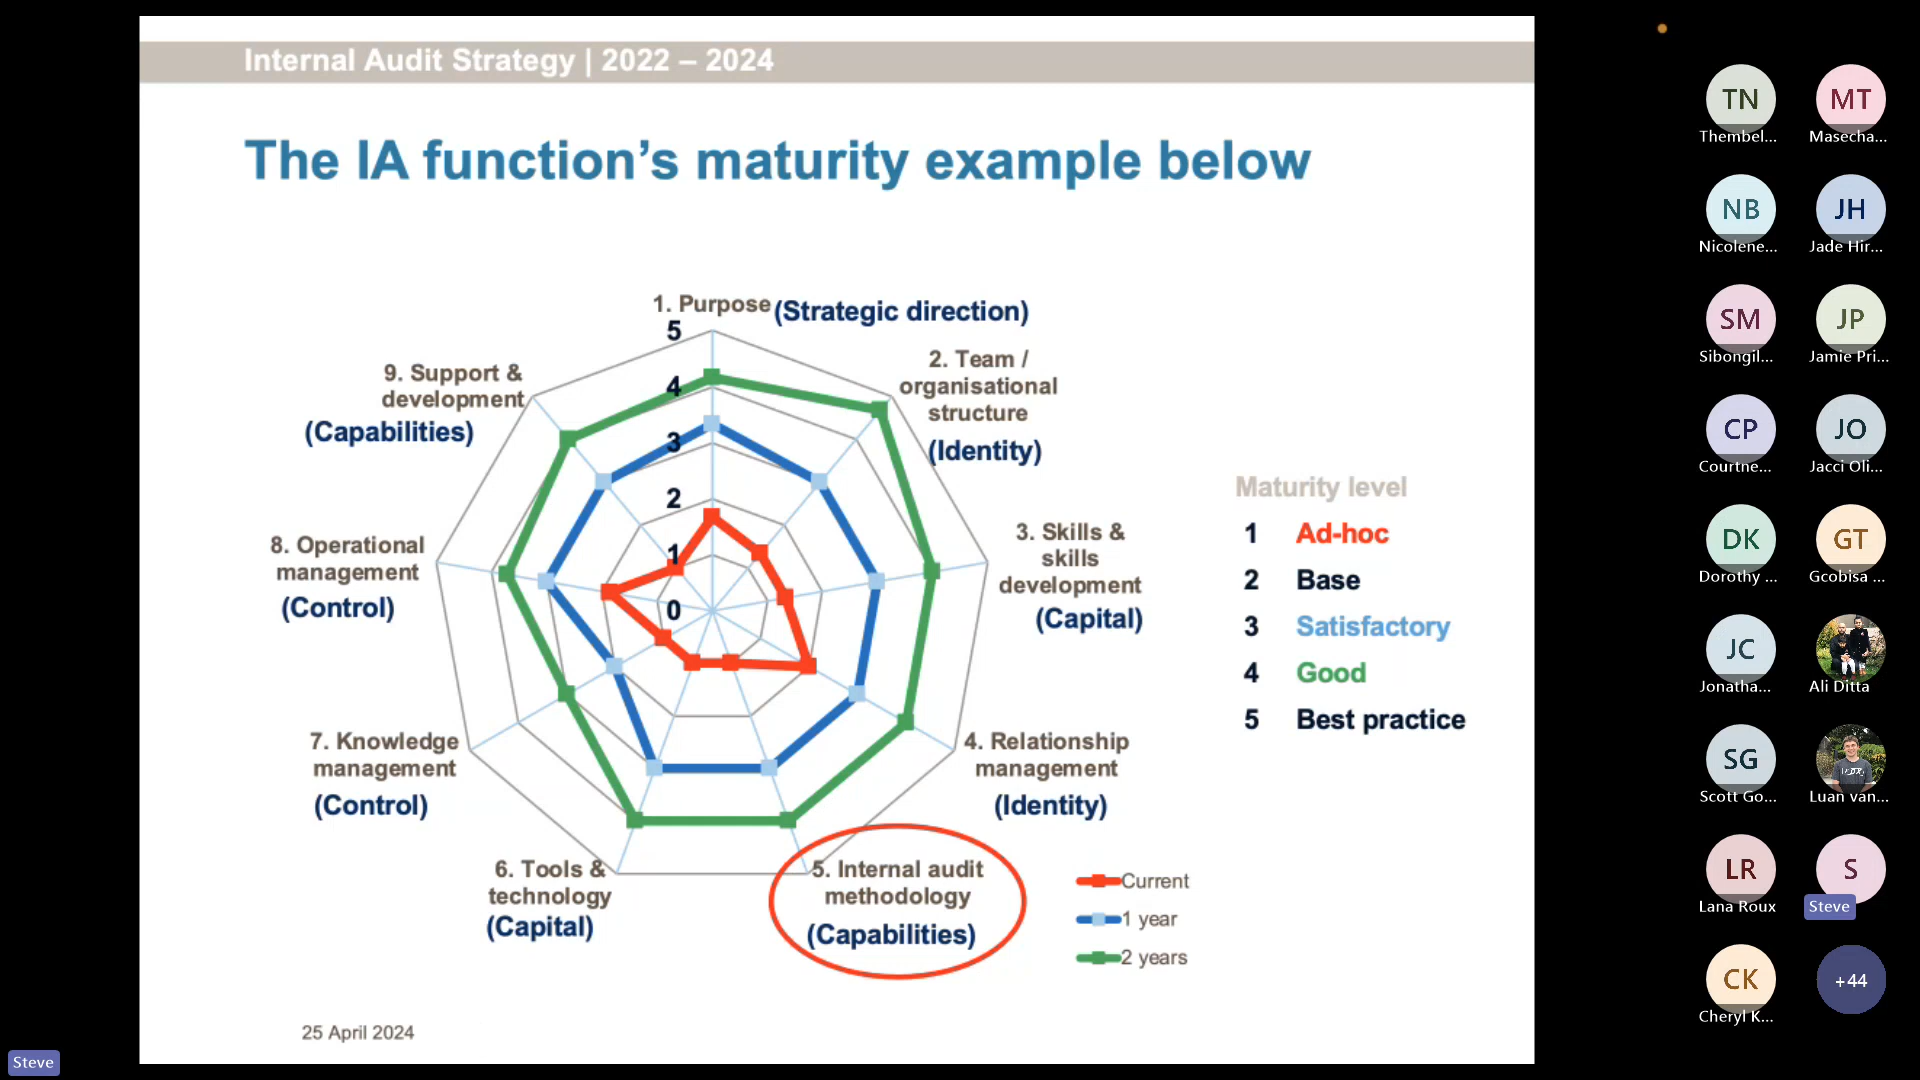 Internal Audit Strategy | 2022 – 2024
The IA function's maturity example below
1. Purpose (Strategic direction)
5
4
3
2
1
0
2. Team /
organisational
structure
(Identity)
3. Skills &
skills
development
(Capital)
4. Relationship
management
(Identity)
5. Internal audit
methodology
(Capabilities)
6. Tools &
technology
(Capital)
7. Knowledge
management
(Control)
8. Operational
management
(Control)
9. Support &
development
(Capabilities)
Maturity level
1 Ad-hoc
2 Base
3 Satisfactory
4 Good
5 Best practice
Current
1 year
2 years
25 April 2024
Steve
TN
Thembel...
MT
Masecha...
NB
Nicolene...
JH
Jade Hir...
SM
Sibongil...
JP
Jamie Pri...
CP
Courtne...
JO
Jacci Oli...
DK
Dorothy ...
GT
Gcobisa ...
JC
Jonatha...
Ali Ditta
SG
Scott Go...
Luan van...
LR
Lana Roux
S
Steve
CK
Cheryl K...
+44